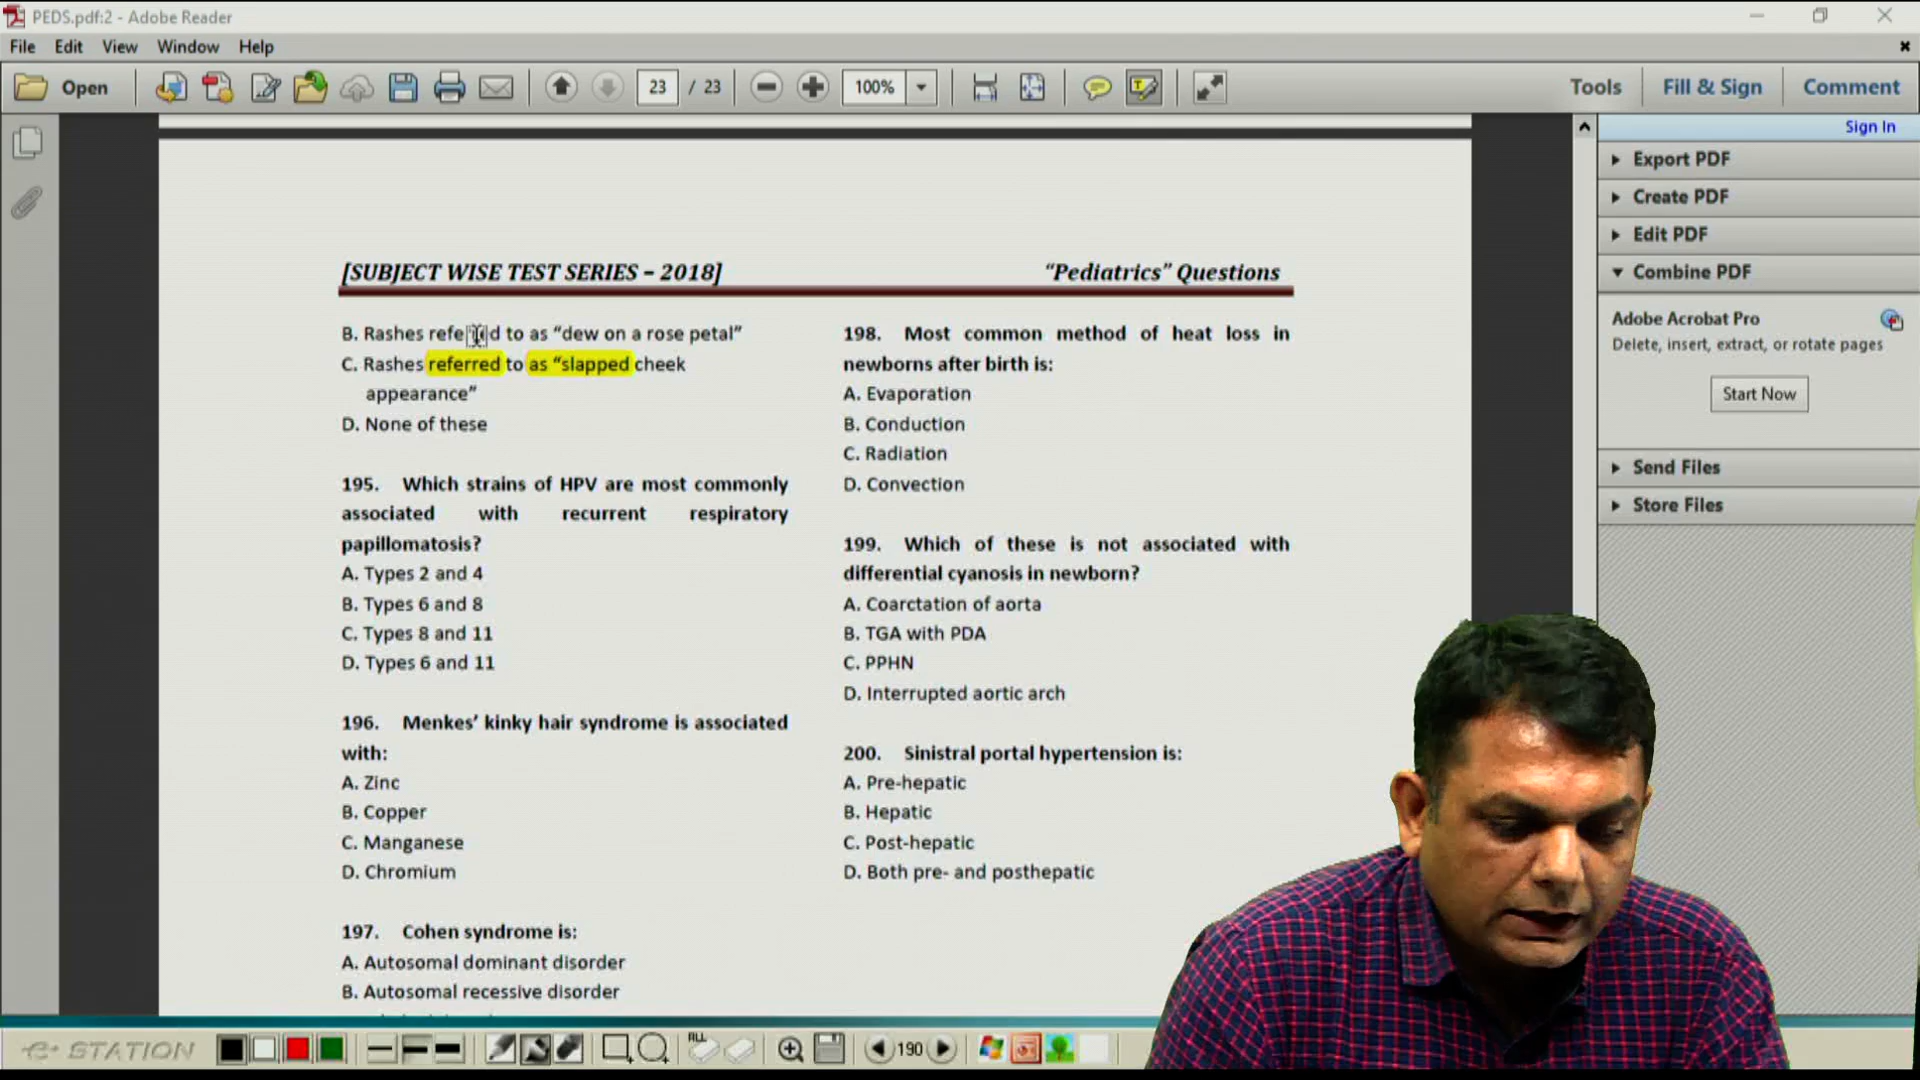 PEDS.pdf:2 - Adobe Reader
File Edit View Window Help
Open 23 / 23 100% Tools Fill & Sign Comment
Sign In
Export PDF
Create PDF
Edit PDF
Combine PDF
Adobe Acrobat Pro
Delete, insert, extract, or rotate pages
Start Now
Send Files
Store Files
[SUBJECT WISE TEST SERIES – 2018] “Pediatrics” Questions
B. Rashes referred to as “dew on a rose petal”
C. Rashes referred to as “slapped cheek
appearance”
D. None of these
195. Which strains of HPV are most commonly
associated with recurrent respiratory
papillomatosis?
A. Types 2 and 4
B. Types 6 and 8
C. Types 8 and 11
D. Types 6 and 11
196. Menkes’ kinky hair syndrome is associated
with:
A. Zinc
B. Copper
C. Manganese
D. Chromium
197. Cohen syndrome is:
A. Autosomal dominant disorder
B. Autosomal recessive disorder
198. Most common method of heat loss in
newborns after birth is:
A. Evaporation
B. Conduction
C. Radiation
D. Convection
199. Which of these is not associated with
differential cyanosis in newborn?
A. Coarctation of aorta
B. TGA with PDA
C. PPHN
D. Interrupted aortic arch
200. Sinistral portal hypertension is:
A. Pre-hepatic
B. Hepatic
C. Post-hepatic
D. Both pre- and posthepatic
e-STATION ALL 190